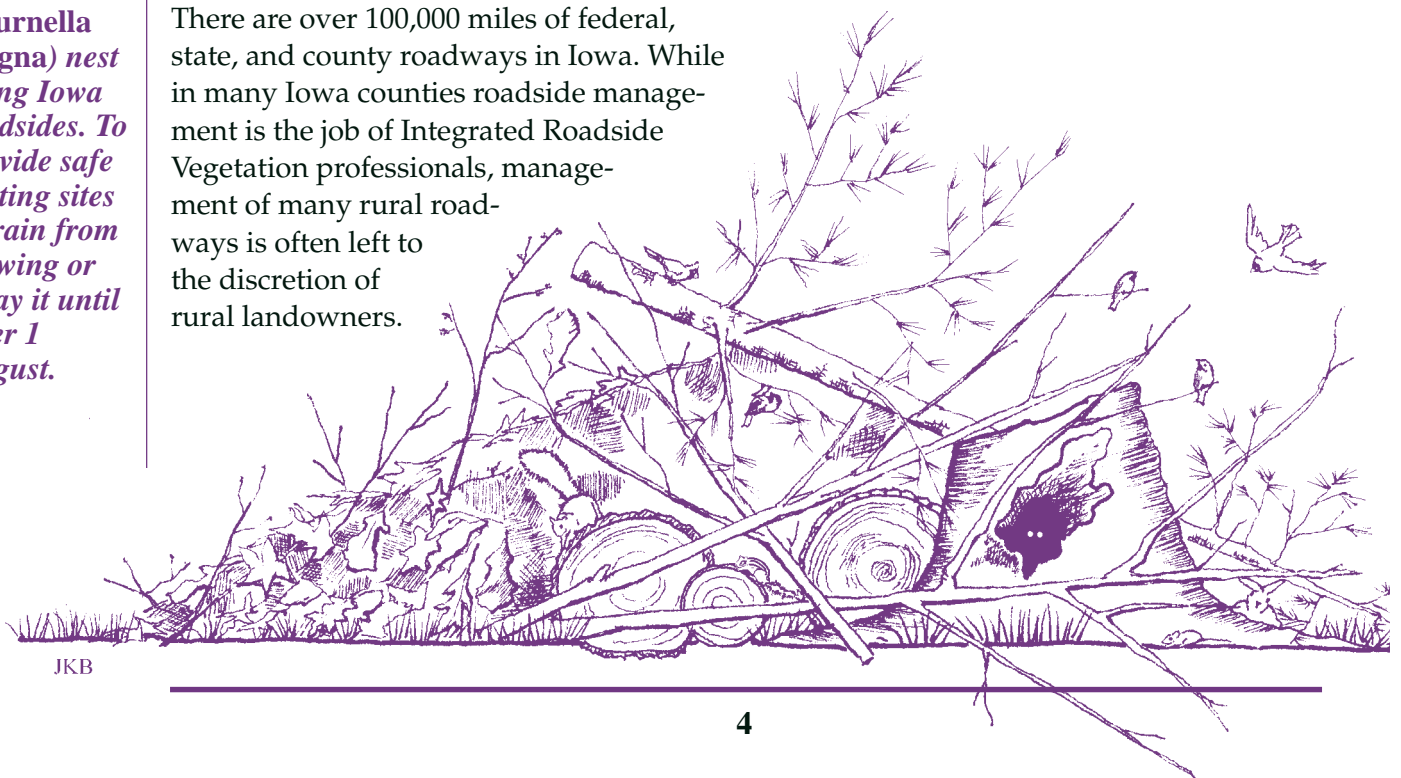 urnella
gna) nest
ng Iowa
dsides. To
vide safe
ting sites
rain from
wing or
ay it until
er 1
gust.
There are over 100,000 miles of federal,
state, and county roadways in Iowa. While
in many Iowa counties roadside manage-
ment is the job of Integrated Roadside
Vegetation professionals, manage-
ment of many rural road-
ways is often left to
the discretion of
rural landowners.
JKB
4